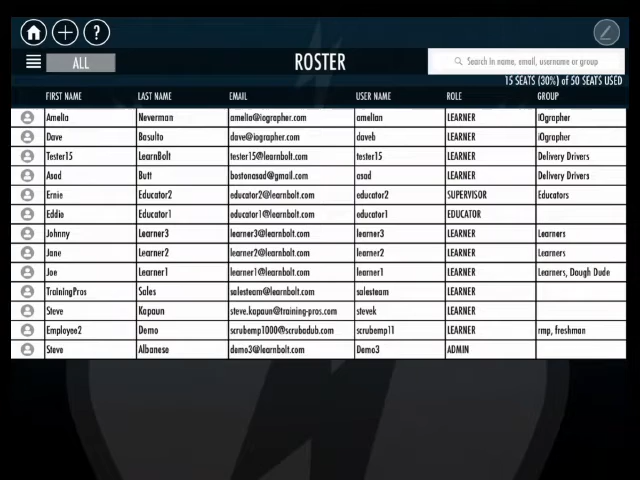 ?
ALL ROSTER Search in name, email, username or group
15 SEATS (30%) of 50 SEATS USED
FIRST NAME LAST NAME EMAIL USER NAME ROLE GROUP
Amelia Neverman amelia@iographer.com amelian LEARNER iOgrapher
Dave Basulto dave@iographer.com daveb LEARNER iOgrapher
Tester15 LearnBolt tester15@learnbolt.com tester15 LEARNER Delivery Drivers
Asad Butt bostonasad@gmail.com asad LEARNER Delivery Drivers
Ernie Educator2 educator2@learnbolt.com educator2 SUPERVISOR Educators
Eddie Educator1 educator1@learnbolt.com educator1 EDUCATOR
Johnny Learner3 learner3@learnbolt.com learner3 LEARNER Learners
Jane Learner2 learner2@learnbolt.com learner2 LEARNER Learners
Joe Learner1 learner1@learnbolt.com learner1 LEARNER Learners, Dough Dude
TrainingPros Sales salesteam@learnbolt.com salesteam LEARNER
Steve Kapaun steve.kapaun@training-pros.com stevek LEARNER
Employee2 Demo scrubemp1000@scrubadub.com scrubemp11 LEARNER rmp, freshman
Steve Albanese demo3@learnbolt.com Demo3 ADMIN